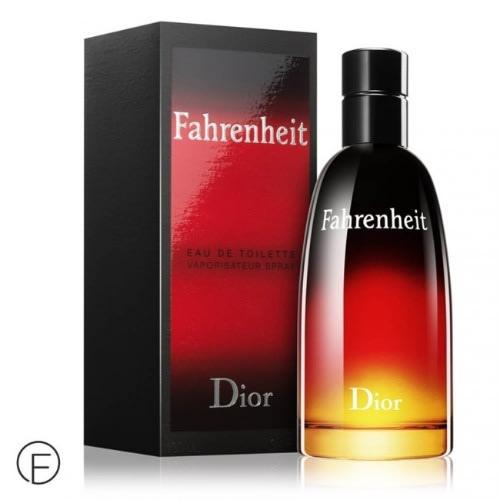 Fahrenheit
EAU DE TOILETTE
VAPORISATEUR SPRAY
Dior
Fahrenheit
Dior
F